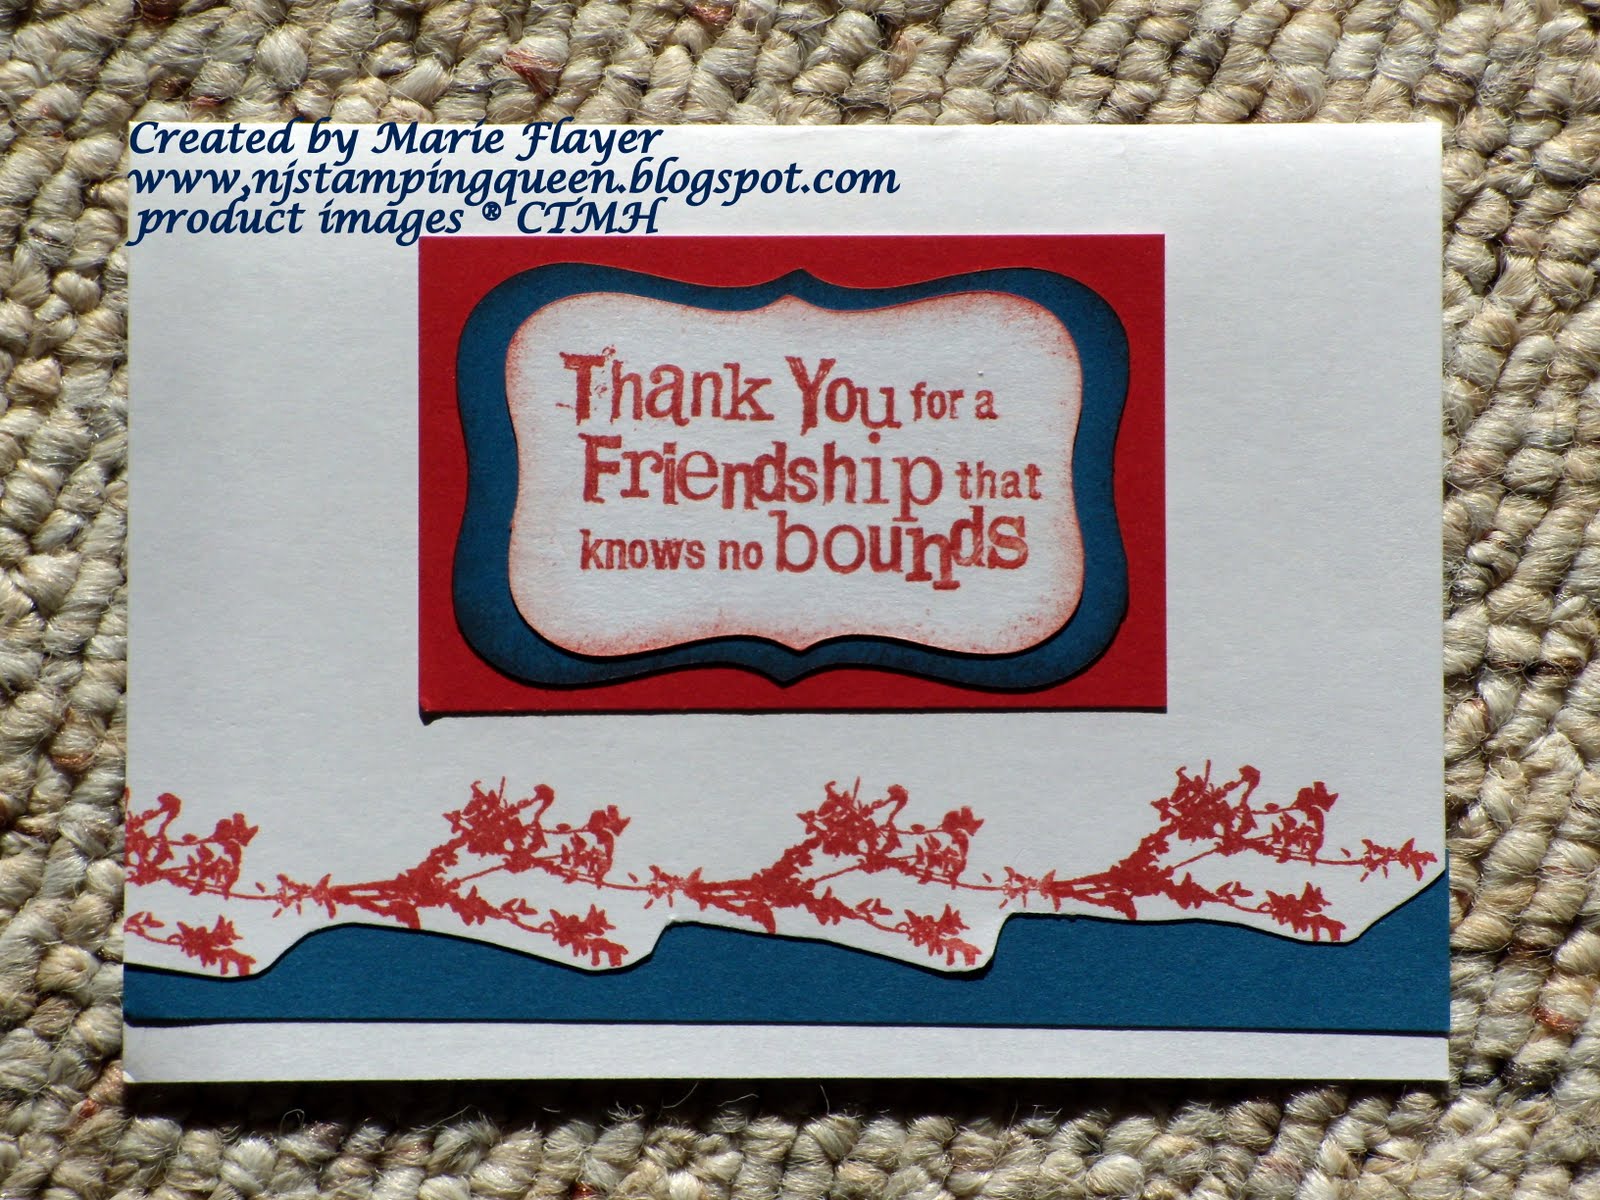 Created by Marie Flayer
www.njstampingqueen.blogspot.com
product images ® CTMH
Thank You for a
Friendship that
knows no bounds